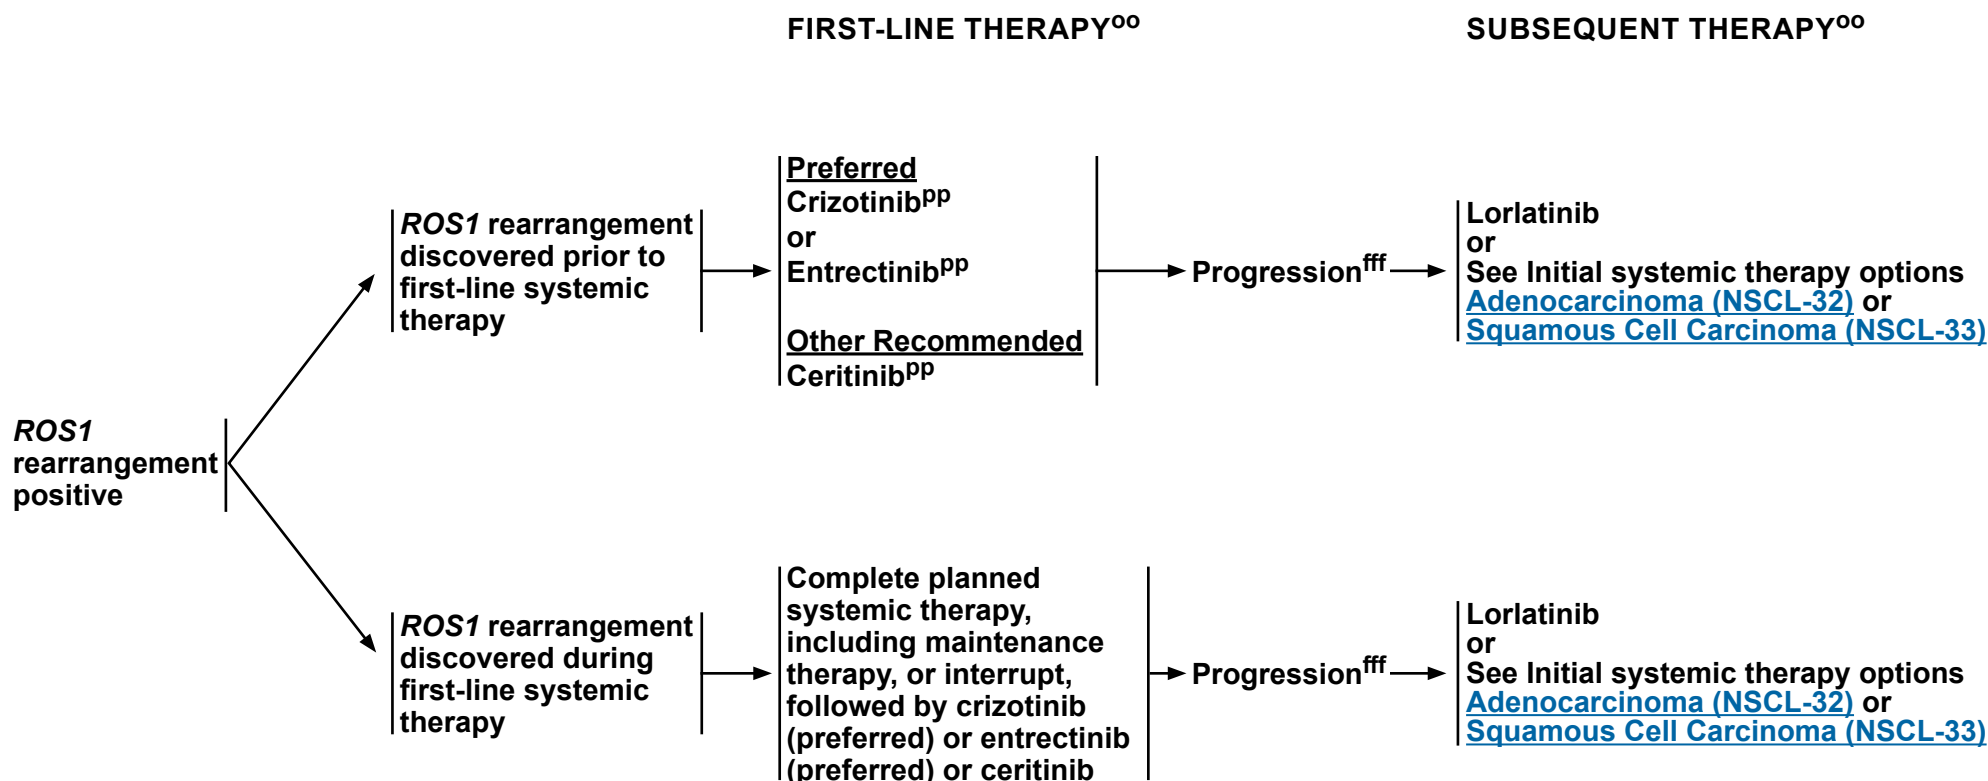 FIRST-LINE THERAPYoo
SUBSEQUENT THERAPYoo
ROS1
rearrangement
positive
ROS1 rearrangement
discovered prior to
first-line systemic
therapy
Preferred
Crizotinibpp
or
Entrectinibpp
Other Recommended
Ceritinibpp
Progressionfff
Lorlatinib
or
See Initial systemic therapy options
Adenocarcinoma (NSCL-32) or
Squamous Cell Carcinoma (NSCL-33)
ROS1 rearrangement
discovered during
first-line systemic
therapy
Complete planned
systemic therapy,
including maintenance
therapy, or interrupt,
followed by crizotinib
(preferred) or entrectinib
(preferred) or ceritinib
Progressionfff
Lorlatinib
or
See Initial systemic therapy options
Adenocarcinoma (NSCL-32) or
Squamous Cell Carcinoma (NSCL-33)